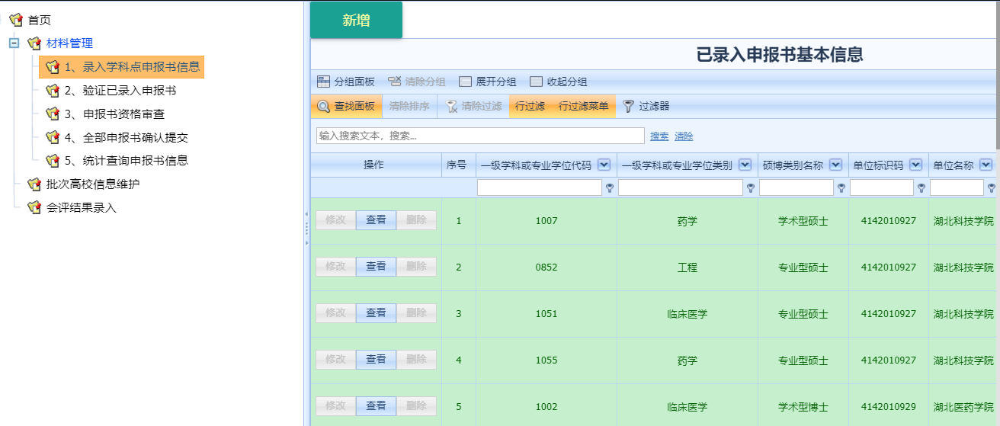 首页
材料管理
1、录入学科点申报书信息
2、验证已录入申报书
3、申报书资格审查
4、全部申报书确认提交
5、统计查询申报书信息
批次高校信息维护
会评结果录入
新增
已录入申报书基本信息
分组面板 清除分组 展开分组 收起分组
查找面板 清除排序 清除过滤 行过滤 行过滤菜单 过滤器
输入搜索文本，搜索... 搜索 清除
操作 序号 一级学科或专业学位代码 一级学科或专业学位类别 硕博类别名称 单位标识码 单位名称
修改 查看 删除 1 1007 药学 学术型硕士 4142010927 湖北科技学院
修改 查看 删除 2 0852 工程 专业型硕士 4142010927 湖北科技学院
修改 查看 删除 3 1051 临床医学 专业型硕士 4142010927 湖北科技学院
修改 查看 删除 4 1055 药学 专业型硕士 4142010927 湖北科技学院
修改 查看 删除 5 1002 临床医学 学术型博士 4142010929 湖北医药学院